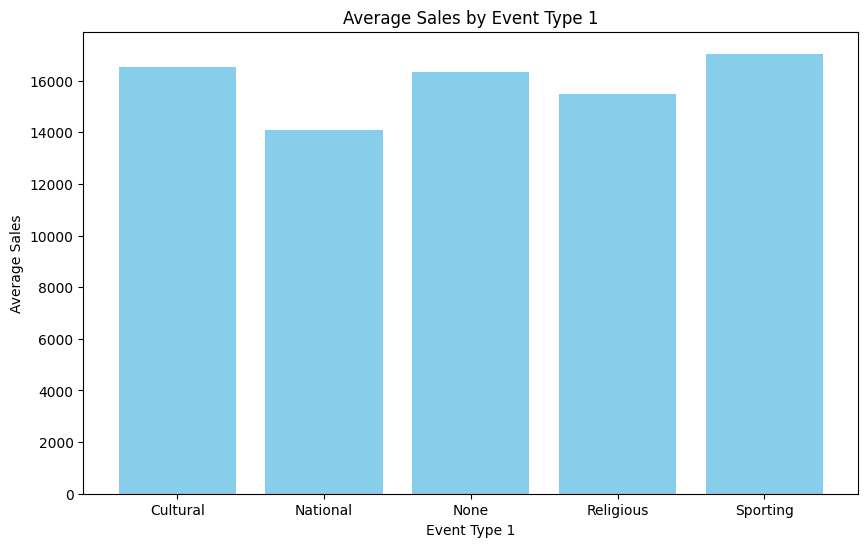 Average Sales by Event Type 1
Average Sales
16000
14000
12000
10000
8000
6000
4000
2000
0
Cultural National None Religious Sporting
Event Type 1